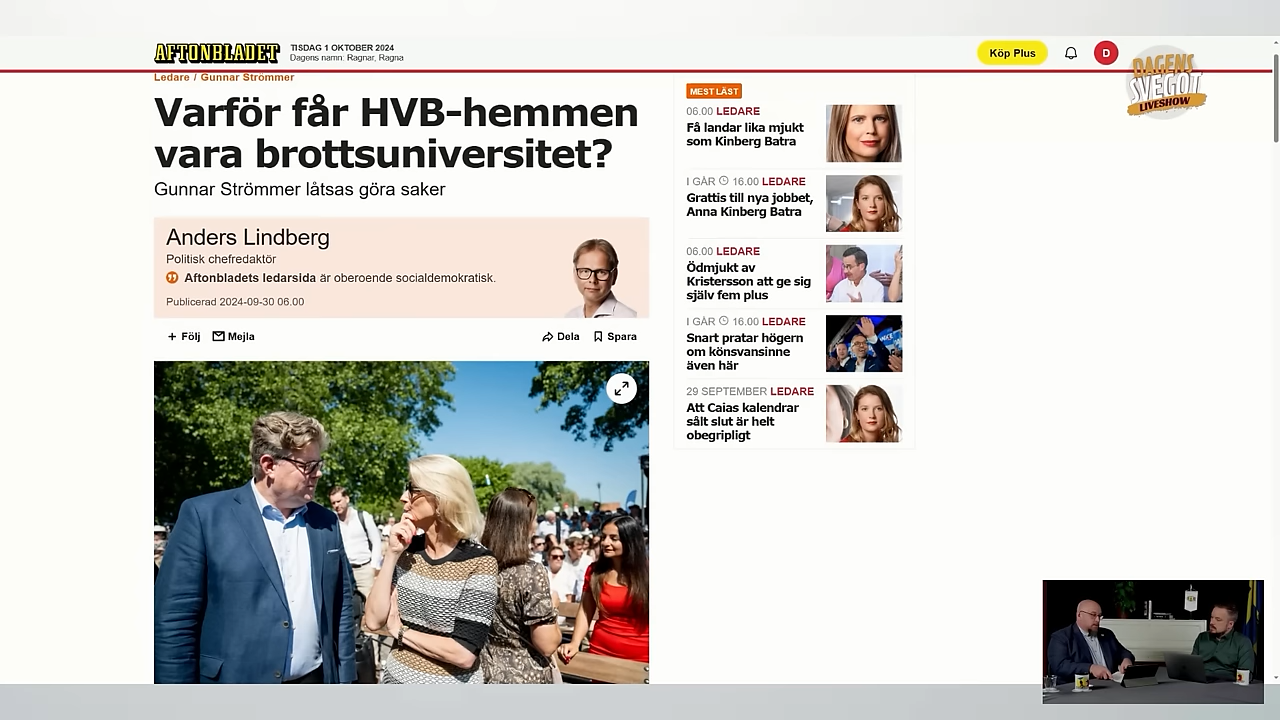 AFTONBLADET
TISDAG 1 OKTOBER 2024
Dagens namn: Ragnar, Ragna
Köp Plus
D
DAGENS
SVEGOT
LIVESHOW
Ledare / Gunnar Strömmer
Varför får HVB-hemmen
vara brottsuniversitet?
Gunnar Strömmer låtsas göra saker
Anders Lindberg
Politisk chefredaktör
Aftonbladets ledarsida är oberoende socialdemokratisk.
Publicerad 2024-09-30 06.00
Följ
Mejla
Dela
Spara
MEST LÄST
06.00 LEDARE
Få landar lika mjukt
som Kinberg Batra
I GÅR 16.00 LEDARE
Grattis till nya jobbet,
Anna Kinberg Batra
06.00 LEDARE
Ödmjukt av
Kristersson att ge sig
själv fem plus
I GÅR 16.00 LEDARE
Snart pratar högern
om könsvansinne
även här
29 SEPTEMBER LEDARE
Att Caias kalendrar
sålt slut är helt
obegripligt